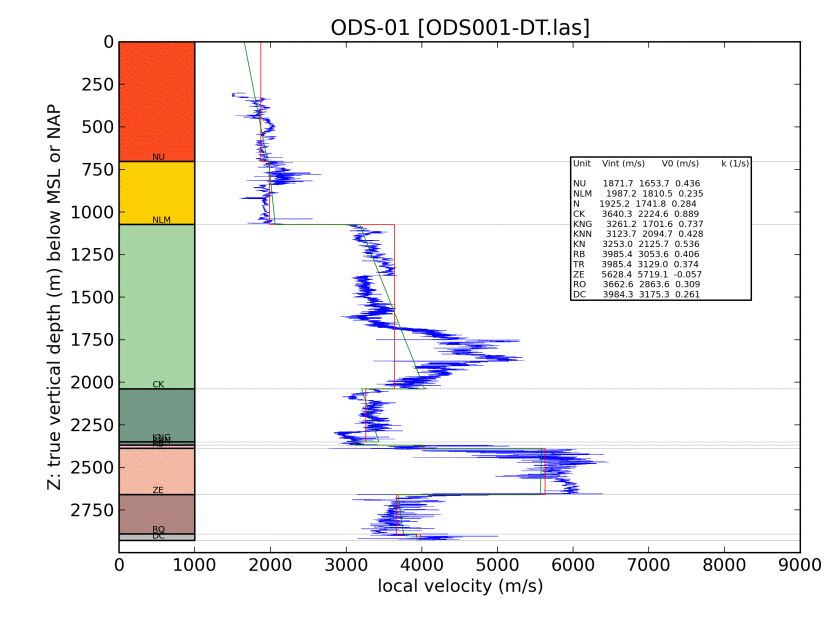 ODS-01 [ODS001-DT.las]
0
250
500
750
1000
1250
1500
1750
2000
2250
2500
2750
Z: true vertical depth (m) below MSL or NAP
NU
NLM
CK
ZE
RO
DC
Unit Vint (m/s) V0 (m/s) k (1/s)
NU 1871.7 1653.7 0.436
NLM 1987.2 1810.5 0.235
N 1925.2 1741.8 0.284
CK 3640.3 2224.6 0.889
KNG 3261.2 1701.6 0.737
KNN 3123.7 2094.7 0.428
KN 3253.0 2125.7 0.536
RB 3985.4 3053.6 0.406
TR 3985.4 3129.0 0.374
ZE 5628.4 5719.1 -0.057
RO 3662.6 2863.6 0.309
DC 3984.3 3175.3 0.261
0 1000 2000 3000 4000 5000 6000 7000 8000 9000
local velocity (m/s)